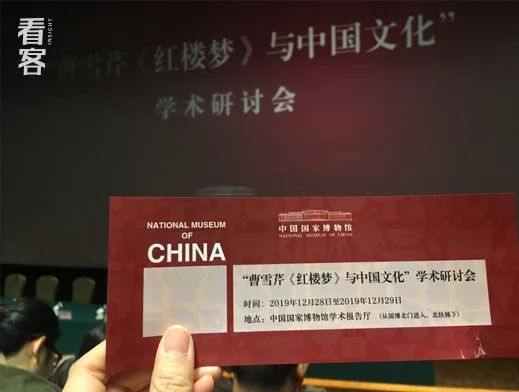 看客
INSIGHT
“曹雪芹《红楼梦》与中国文化”
学术研讨会
NATIONAL MUSEUM
OF
CHINA
中国国家博物馆
NATIONAL MUSEUM OF CHINA
“曹雪芹《红楼梦》与中国文化”学术研讨会
时间：2019年12月28日至2019年12月29日
地点：中国国家博物馆学术报告厅（从国博北门进入，北扶梯下）